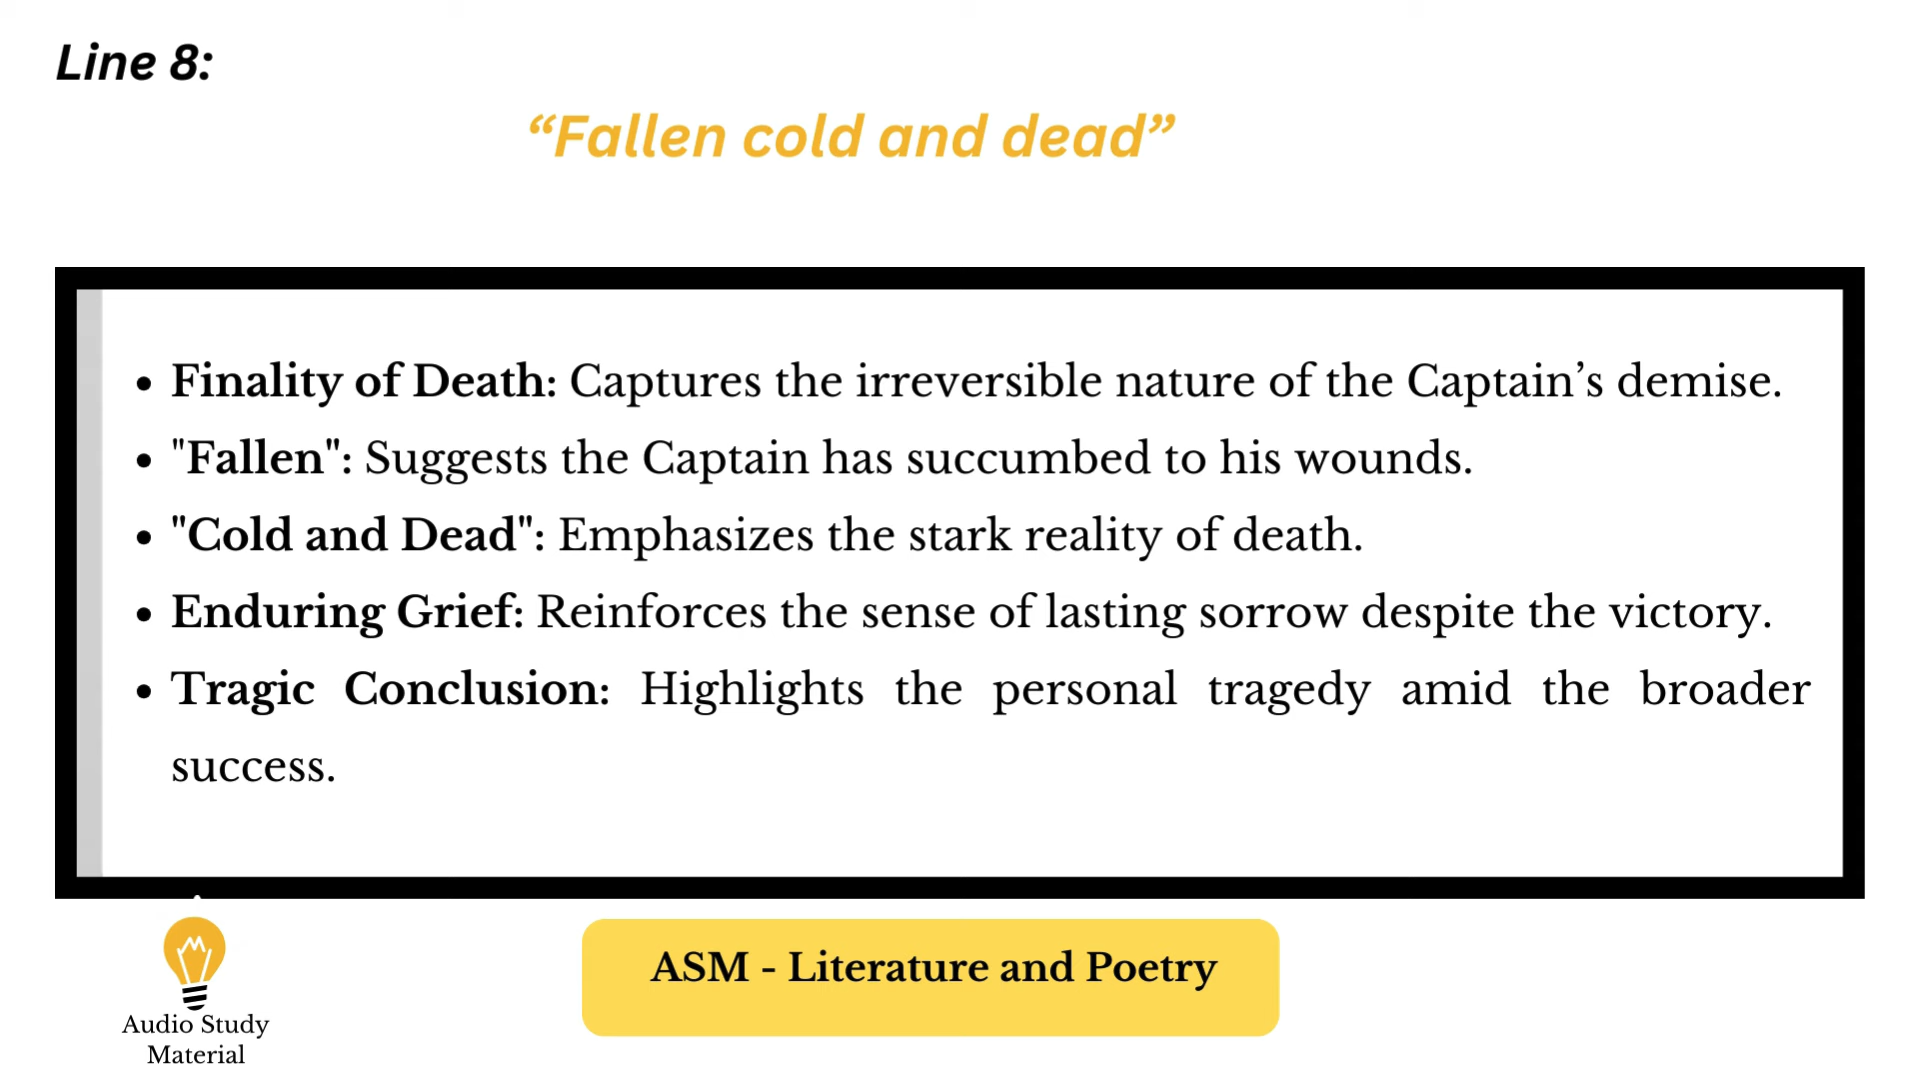 Line 8:
“Fallen cold and dead”
• Finality of Death: Captures the irreversible nature of the Captain’s demise.
• "Fallen": Suggests the Captain has succumbed to his wounds.
• "Cold and Dead": Emphasizes the stark reality of death.
• Enduring Grief: Reinforces the sense of lasting sorrow despite the victory.
• Tragic Conclusion: Highlights the personal tragedy amid the broader
success.
ASM - Literature and Poetry
Audio Study
Material